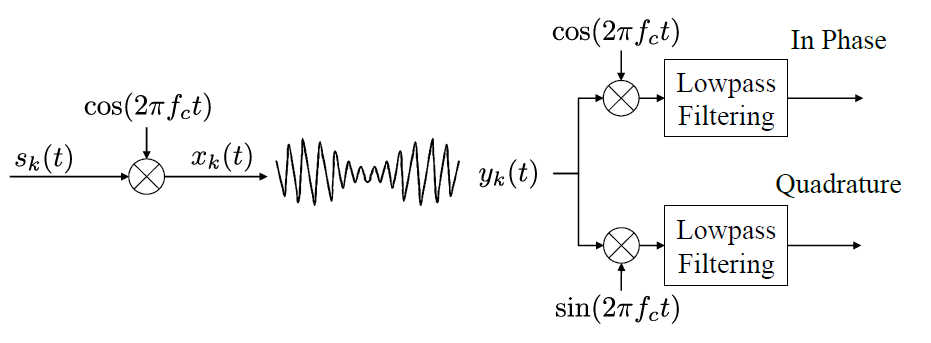 cos(2πf_ct)
In Phase
Lowpass
Filtering
cos(2πf_ct)
s_k(t)
x_k(t)
y_k(t)
Quadrature
Lowpass
Filtering
sin(2πf_ct)